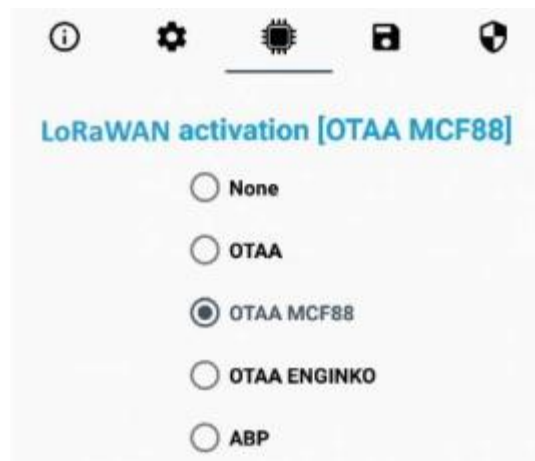 LoRaWAN activation [OTAA MCF88]
None
OTAA
OTAA MCF88
OTAA ENGINKO
ABP